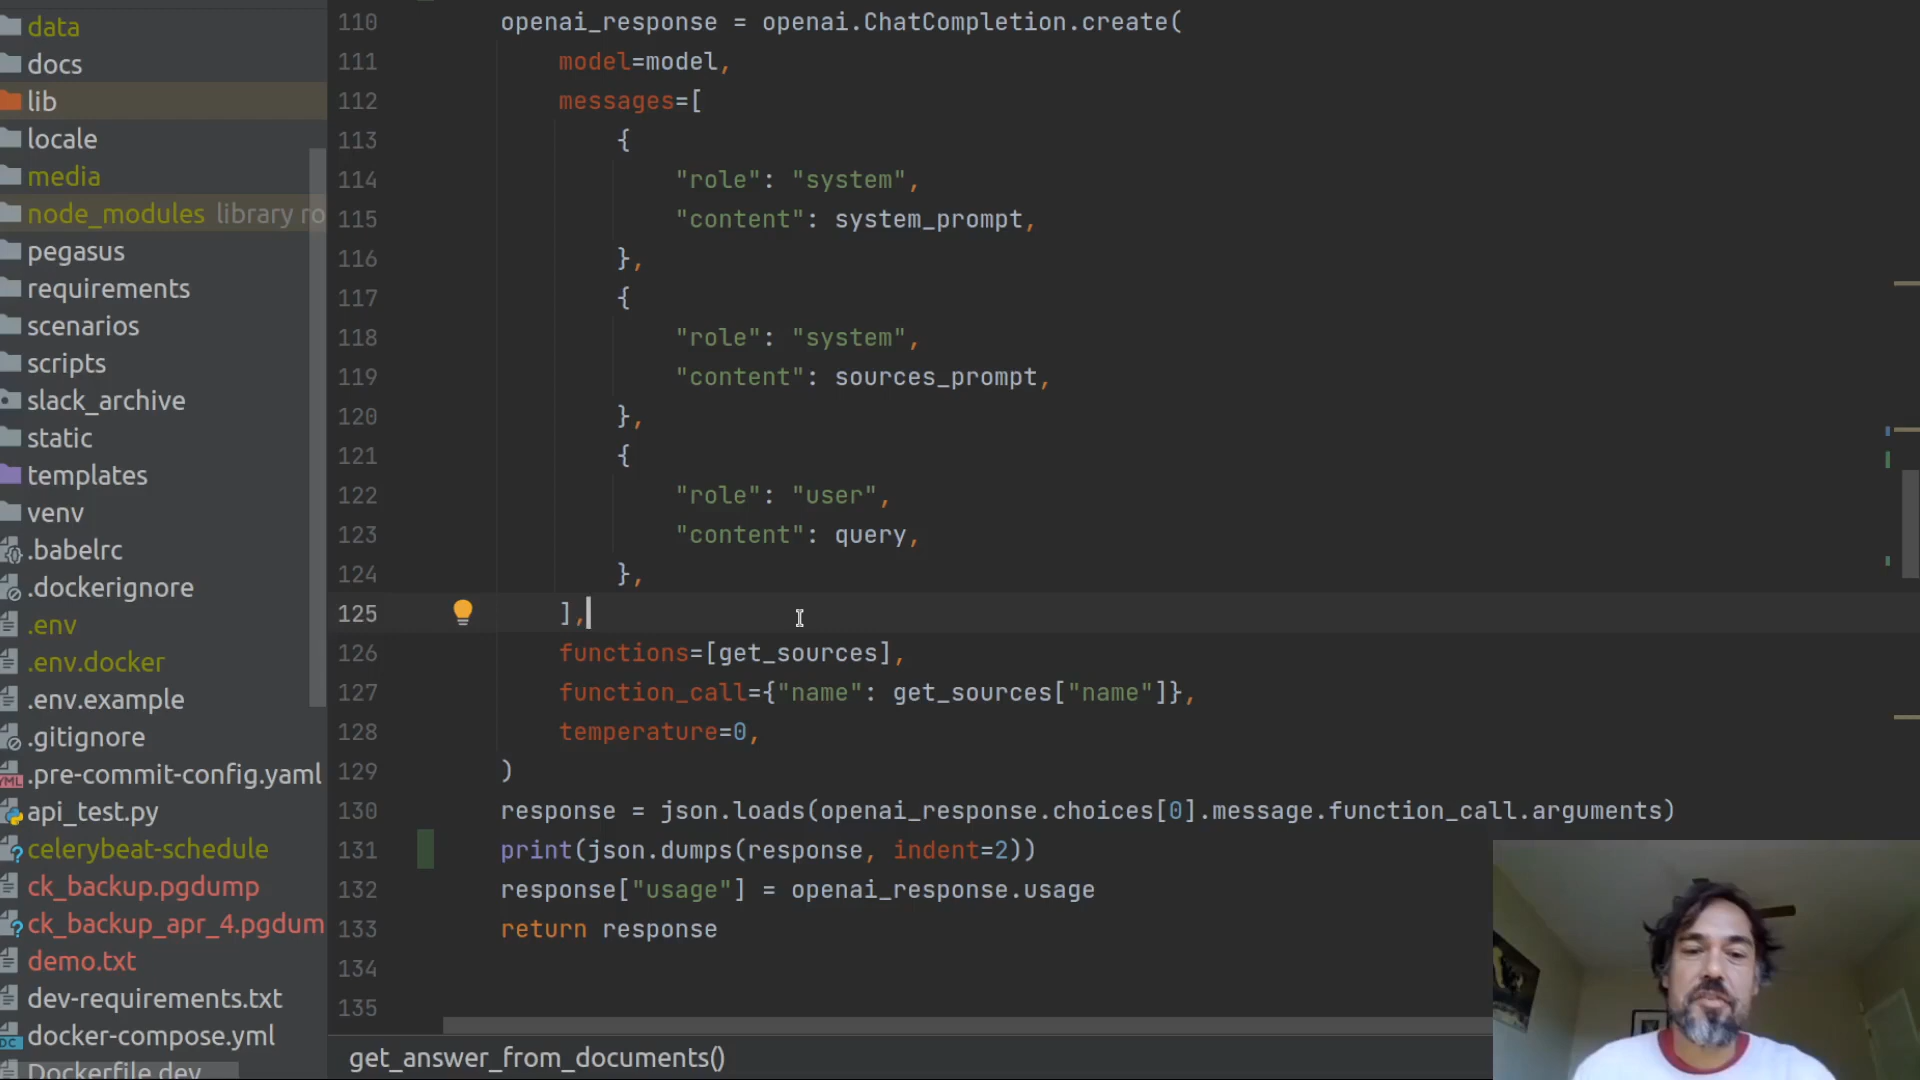 data
docs
lib
locale
media
node_modules library ro
pegasus
requirements
scenarios
scripts
slack_archive
static
templates
venv
.babelrc
.dockerignore
.env
.env.docker
.env.example
.gitignore
.pre-commit-config.yaml
api_test.py
celerybeat-schedule
ck_backup.pgdump
ck_backup_apr_4.pgdum
demo.txt
dev-requirements.txt
docker-compose.yml
Dockerfile.dev
110 openai_response = openai.ChatCompletion.create(
111 model=model,
112 messages=[
113 {
114 "role": "system",
115 "content": system_prompt,
116 },
117 {
118 "role": "system",
119 "content": sources_prompt,
120 },
121 {
122 "role": "user",
123 "content": query,
124 },
125 ],
126 functions=[get_sources],
127 function_call={"name": get_sources["name"]},
128 temperature=0,
129 )
130 response = json.loads(openai_response.choices[0].message.function_call.arguments)
131 print(json.dumps(response, indent=2))
132 response["usage"] = openai_response.usage
133 return response
134
135
get_answer_from_documents()